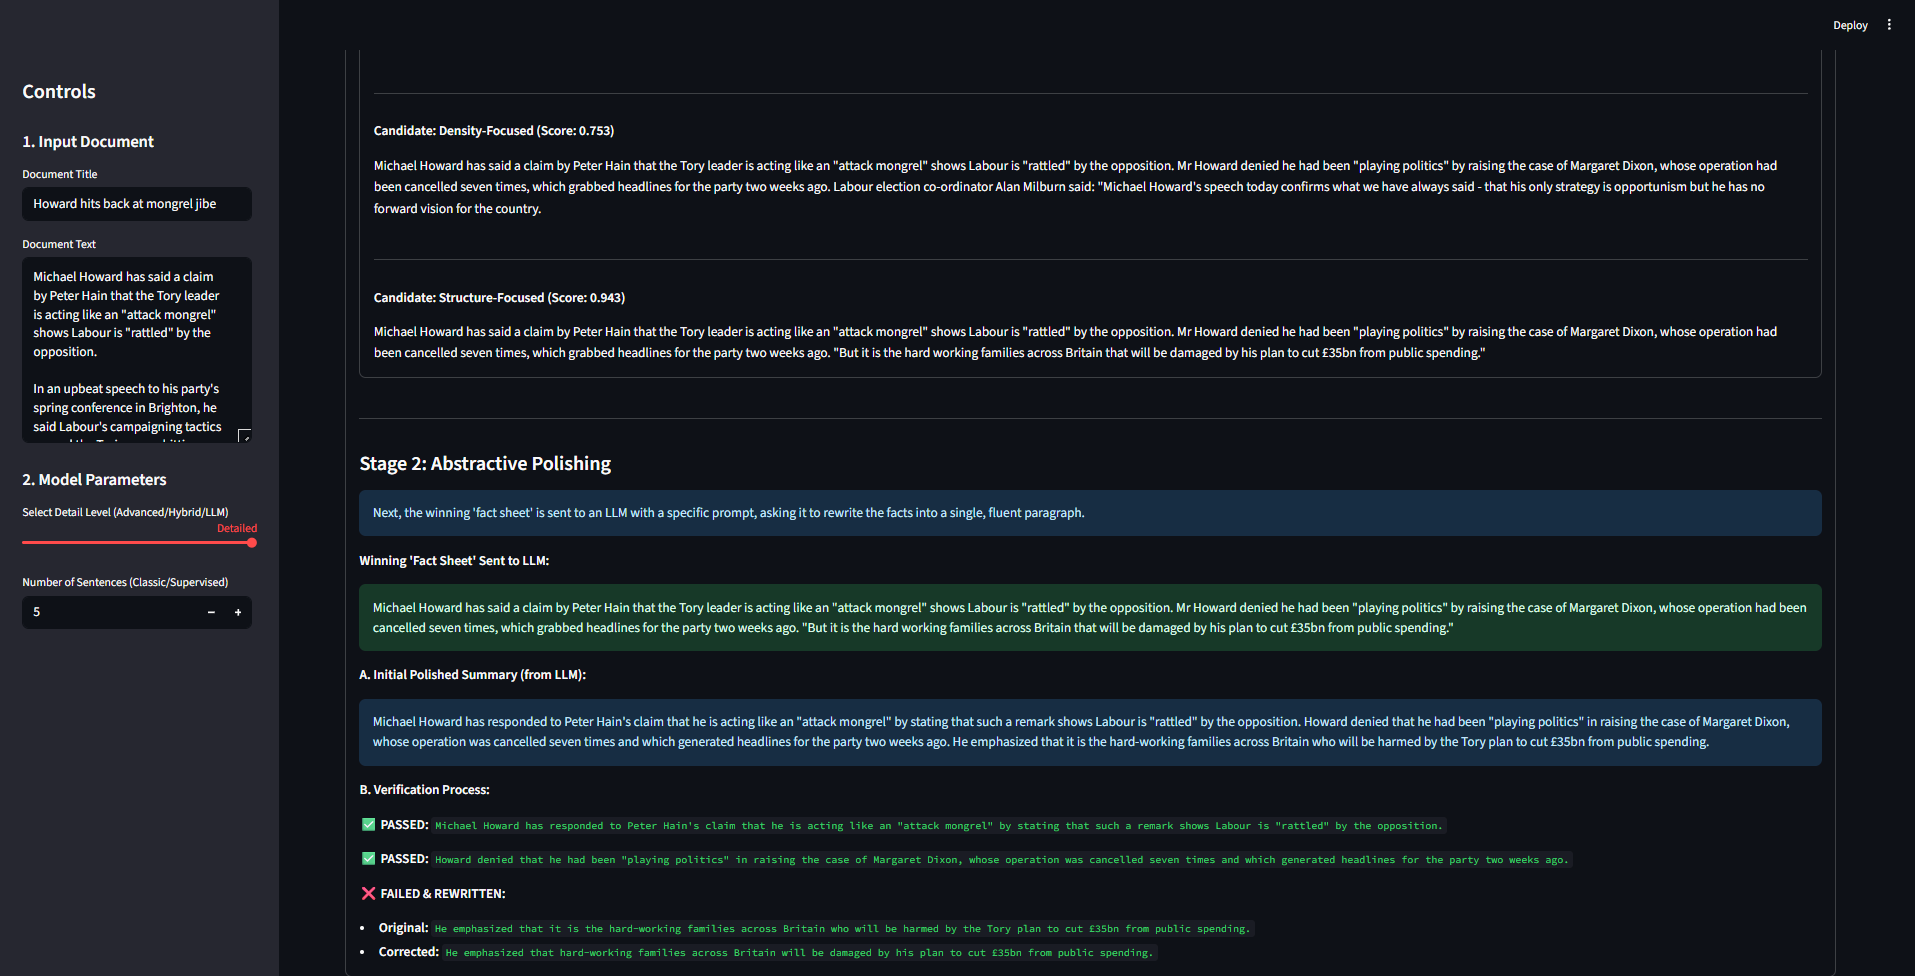 Deploy
Controls
1. Input Document
Document Title
Howard hits back at mongrel jibe
Document Text
Michael Howard has said a claim
by Peter Hain that the Tory leader
is acting like an "attack mongrel"
shows Labour is "rattled" by the
opposition.
In an upbeat speech to his party's
spring conference in Brighton, he
said Labour's campaigning tactics
2. Model Parameters
Select Detail Level (Advanced/Hybrid/LLM)
Detailed
Number of Sentences (Classic/Supervised)
5 − +
Candidate: Density-Focused (Score: 0.753)
Michael Howard has said a claim by Peter Hain that the Tory leader is acting like an "attack mongrel" shows Labour is "rattled" by the opposition. Mr Howard denied he had been "playing politics" by raising the case of Margaret Dixon, whose operation had
been cancelled seven times, which grabbed headlines for the party two weeks ago. Labour election co-ordinator Alan Milburn said: "Michael Howard's speech today confirms what we have always said - that his only strategy is opportunism but he has no
forward vision for the country.
Candidate: Structure-Focused (Score: 0.943)
Michael Howard has said a claim by Peter Hain that the Tory leader is acting like an "attack mongrel" shows Labour is "rattled" by the opposition. Mr Howard denied he had been "playing politics" by raising the case of Margaret Dixon, whose operation had
been cancelled seven times, which grabbed headlines for the party two weeks ago. "But it is the hard working families across Britain that will be damaged by his plan to cut £35bn from public spending."
Stage 2: Abstractive Polishing
Next, the winning 'fact sheet' is sent to an LLM with a specific prompt, asking it to rewrite the facts into a single, fluent paragraph.
Winning 'Fact Sheet' Sent to LLM:
Michael Howard has said a claim by Peter Hain that the Tory leader is acting like an "attack mongrel" shows Labour is "rattled" by the opposition. Mr Howard denied he had been "playing politics" by raising the case of Margaret Dixon, whose operation had been
cancelled seven times, which grabbed headlines for the party two weeks ago. "But it is the hard working families across Britain that will be damaged by his plan to cut £35bn from public spending."
A. Initial Polished Summary (from LLM):
Michael Howard has responded to Peter Hain's claim that he is acting like an "attack mongrel" by stating that such a remark shows Labour is "rattled" by the opposition. Howard denied that he had been "playing politics" in raising the case of Margaret Dixon,
whose operation was cancelled seven times and which generated headlines for the party two weeks ago. He emphasized that it is the hard-working families across Britain who will be harmed by the Tory plan to cut £35bn from public spending.
B. Verification Process:
PASSED: Michael Howard has responded to Peter Hain's claim that he is acting like an "attack mongrel" by stating that such a remark shows Labour is "rattled" by the opposition.
PASSED: Howard denied that he had been "playing politics" in raising the case of Margaret Dixon, whose operation was cancelled seven times and which generated headlines for the party two weeks ago.
FAILED & REWRITTEN:
• Original: He emphasized that it is the hard-working families across Britain who will be harmed by the Tory plan to cut £35bn from public spending.
• Corrected: He emphasized that hard-working families across Britain will be damaged by his plan to cut £35bn from public spending.